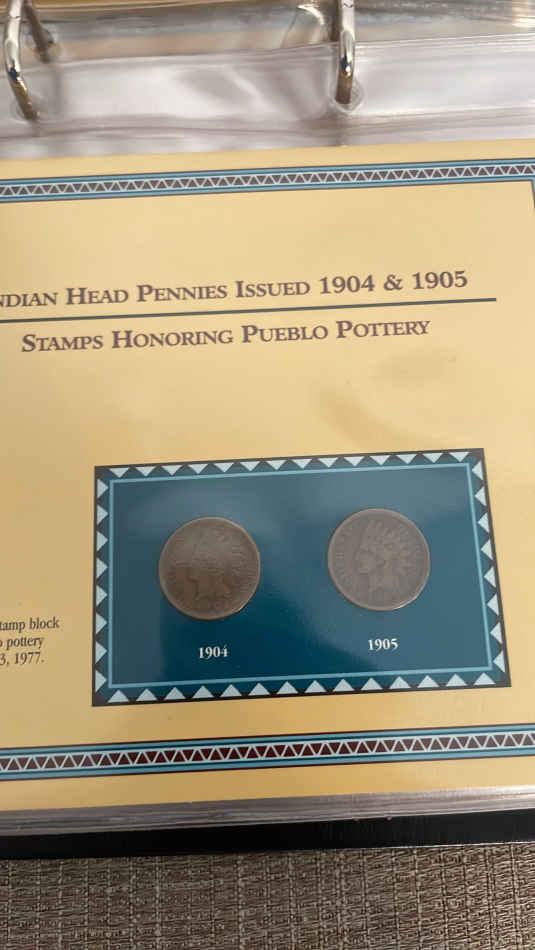 NDIAN HEAD PENNIES ISSUED 1904 & 1905
STAMPS HONORING PUEBLO POTTERY
tamp block
pottery
3, 1977.
1904
1905